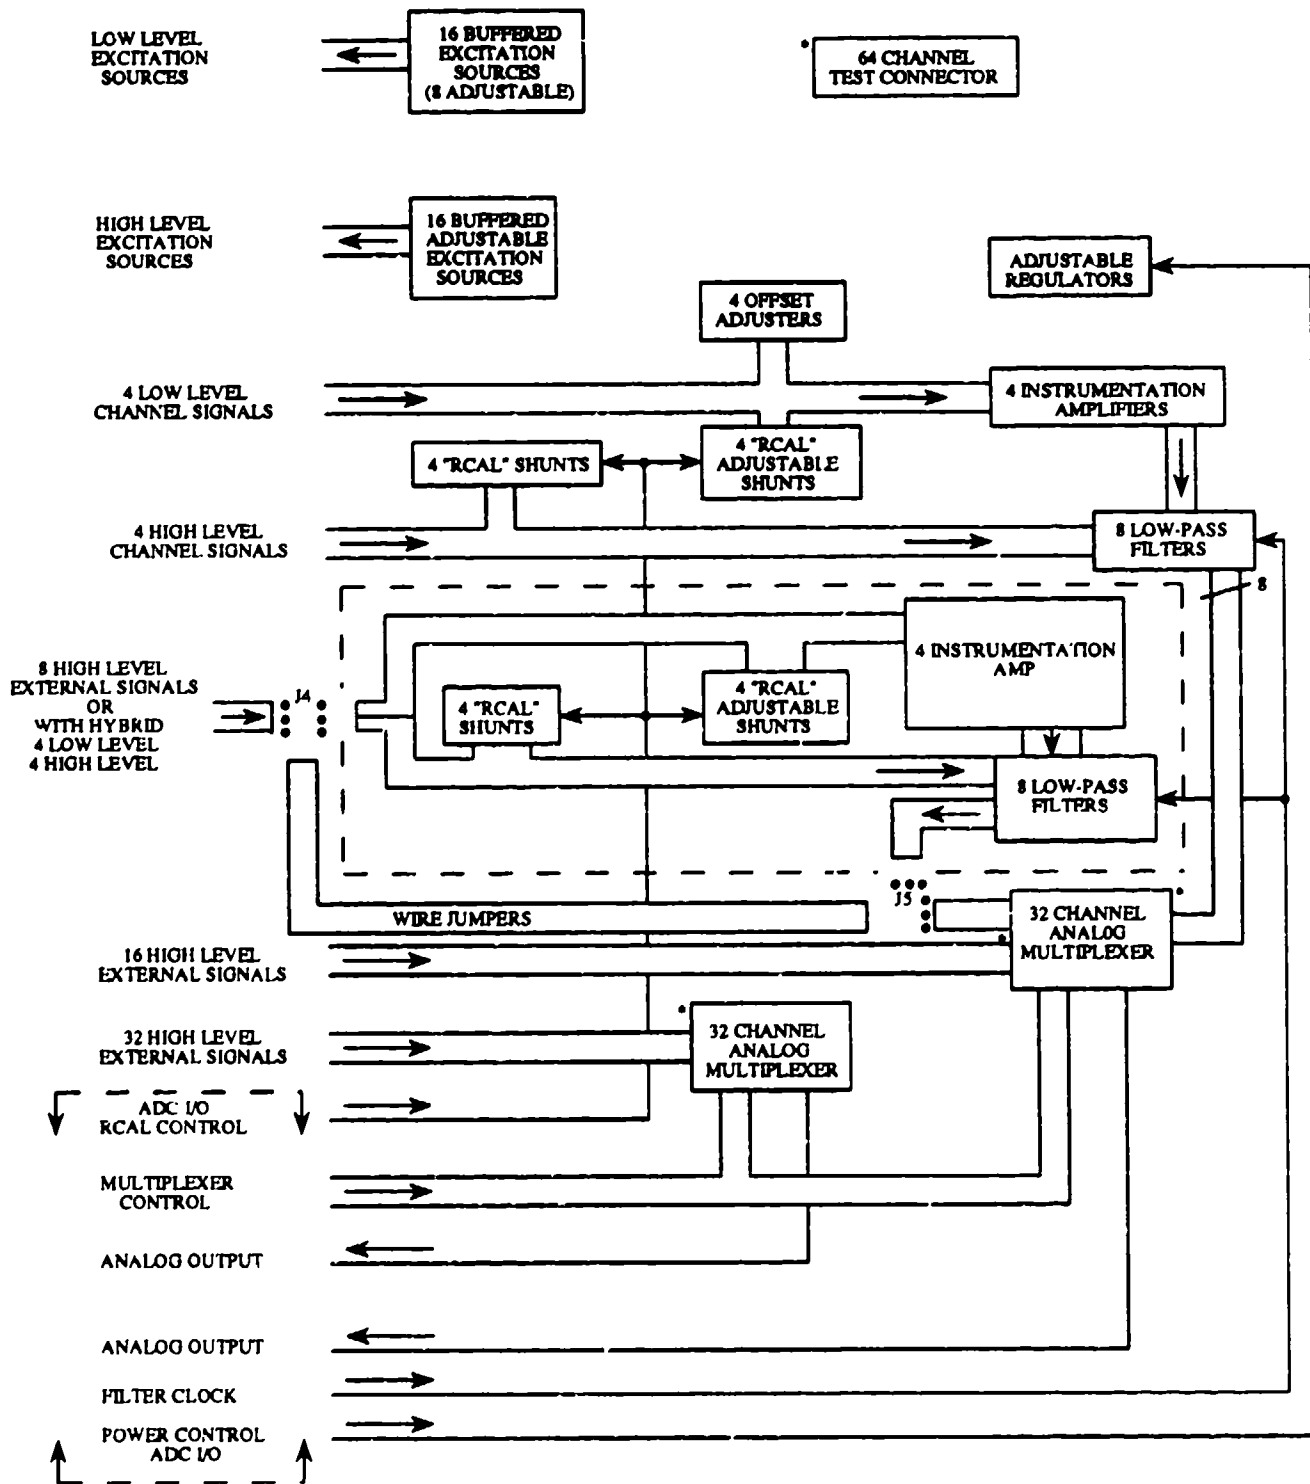 LOW LEVEL
EXCITATION
SOURCES
16 BUFFERED
EXCITATION
SOURCES
(8 ADJUSTABLE)
64 CHANNEL
TEST CONNECTOR
HIGH LEVEL
EXCITATION
SOURCES
16 BUFFERED
ADJUSTABLE
EXCITATION
SOURCES
ADJUSTABLE
REGULATORS
4 OFFSET
ADJUSTERS
4 LOW LEVEL
CHANNEL SIGNALS
4 INSTRUMENTATION
AMPLIFIERS
4 "RCAL" SHUNTS
4 "RCAL"
ADJUSTABLE
SHUNTS
4 HIGH LEVEL
CHANNEL SIGNALS
8 LOW-PASS
FILTERS
8
8 HIGH LEVEL
EXTERNAL SIGNALS
OR
WITH HYBRID
4 LOW LEVEL
4 HIGH LEVEL
J4
4 "RCAL"
SHUNTS
4 "RCAL"
ADJUSTABLE
SHUNTS
4 INSTRUMENTATION
AMP
8 LOW-PASS
FILTERS
J5
WIRE JUMPERS
32 CHANNEL
ANALOG
MULTIPLEXER
16 HIGH LEVEL
EXTERNAL SIGNALS
32 HIGH LEVEL
EXTERNAL SIGNALS
32 CHANNEL
ANALOG
MULTIPLEXER
ADC I/O
RCAL CONTROL
MULTIPLEXER
CONTROL
ANALOG OUTPUT
ANALOG OUTPUT
FILTER CLOCK
POWER CONTROL
ADC I/O